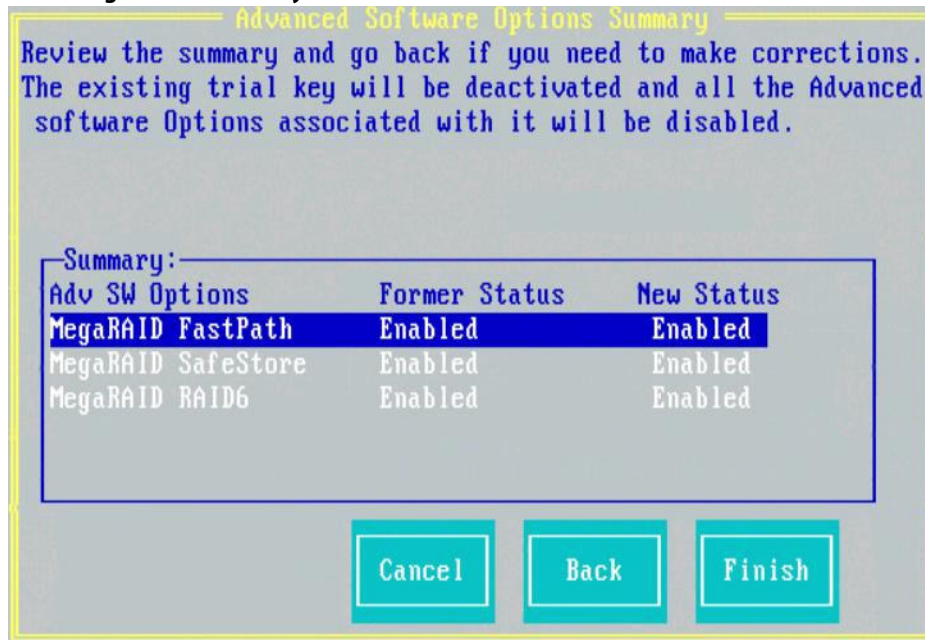 Advanced Software Options Summary
Review the summary and go back if you need to make corrections.
The existing trial key will be deactivated and all the Advanced
software Options associated with it will be disabled.
Summary:
Adv SW Options Former Status New Status
MegaRAID FastPath Enabled Enabled
MegaRAID SafeStore Enabled Enabled
MegaRAID RAID6 Enabled Enabled
Cancel Back Finish